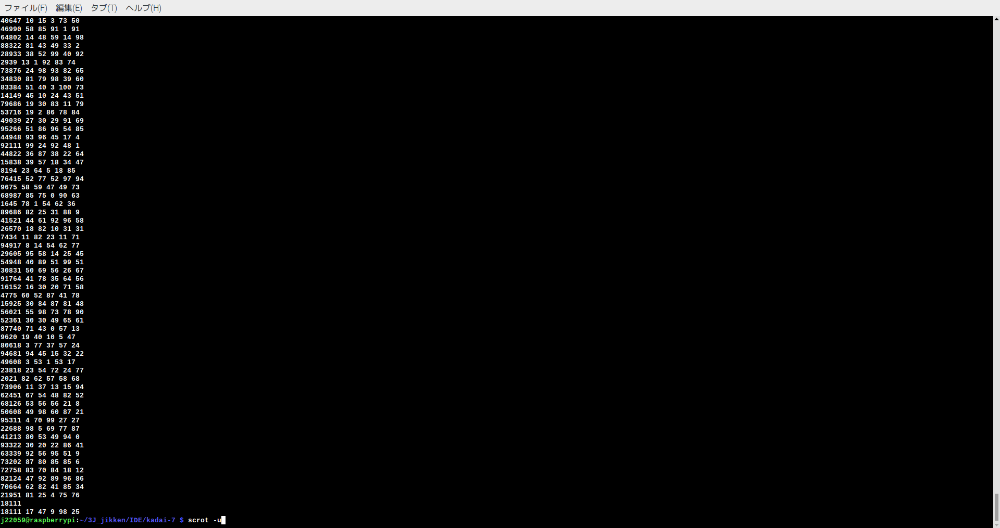 ファイル(F) 編集(E) タブ(T) ヘルプ(H)
40647 10 15 3 73 50
46990 58 85 91 1 91
64802 14 48 59 14 98
88322 81 43 49 33 2
28933 38 52 99 40 92
2939 13 1 92 83 74
73876 24 98 93 82 65
34830 81 79 98 39 60
83384 51 40 3 100 73
14149 45 10 24 43 51
79686 19 30 83 11 79
53716 19 2 86 78 84
49039 27 30 29 91 69
95266 51 86 96 54 85
44948 93 96 45 17 4
92111 99 24 92 48 1
44822 36 87 38 22 64
15838 39 57 18 34 47
8194 23 64 5 18 85
76415 52 77 52 97 94
9675 58 59 47 49 73
68987 85 75 0 90 63
1645 78 1 54 62 36
89686 82 25 31 88 9
41521 44 61 92 96 58
26570 18 82 10 31 31
7434 11 82 23 11 71
94917 8 14 54 62 77
29605 95 58 14 25 45
54948 40 89 51 99 51
30831 50 69 56 26 67
91764 41 78 35 64 56
16152 16 30 20 71 58
4775 60 52 87 41 78
15925 30 84 87 81 48
56021 55 98 73 78 90
52361 30 30 49 65 61
87740 71 43 0 57 13
9620 19 40 10 5 47
80618 3 77 37 57 24
94681 94 45 15 32 22
49608 3 53 1 53 17
23818 23 54 72 24 77
2021 82 62 57 58 68
73906 11 37 13 15 94
62451 67 54 48 82 52
68126 53 56 56 21 8
50608 49 98 60 87 21
95311 4 70 99 27 27
22688 98 5 69 77 87
41213 80 53 49 94 0
93322 30 20 22 86 41
63339 92 56 95 51 9
73202 87 80 85 85 6
72758 83 70 84 18 12
82124 47 92 89 96 86
70664 62 82 41 85 34
21951 81 25 4 75 76
18111
18111 17 47 9 98 25
j22059@raspberrypi:~/3J_jikken/IDE/kadai-7 $ scrot -u